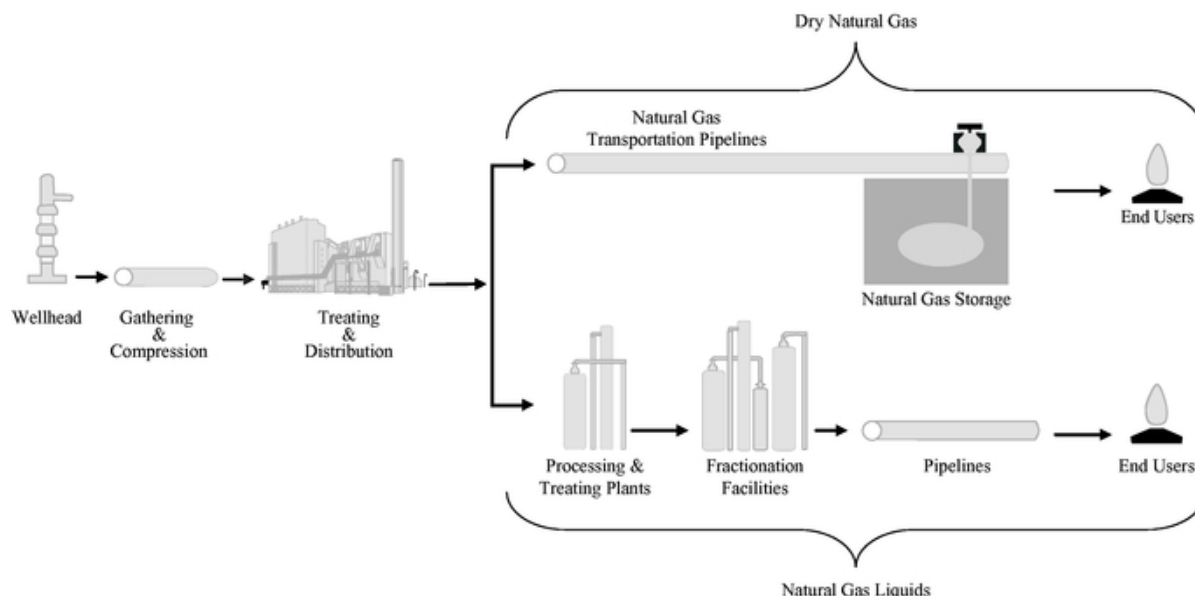 Dry Natural Gas
Natural Gas
Transportation Pipelines
End Users
Natural Gas Storage
Wellhead
Gathering
&
Compression
Treating
&
Distribution
Processing &
Treating Plants
Fractionation
Facilities
Pipelines
End Users
Natural Gas Liquids